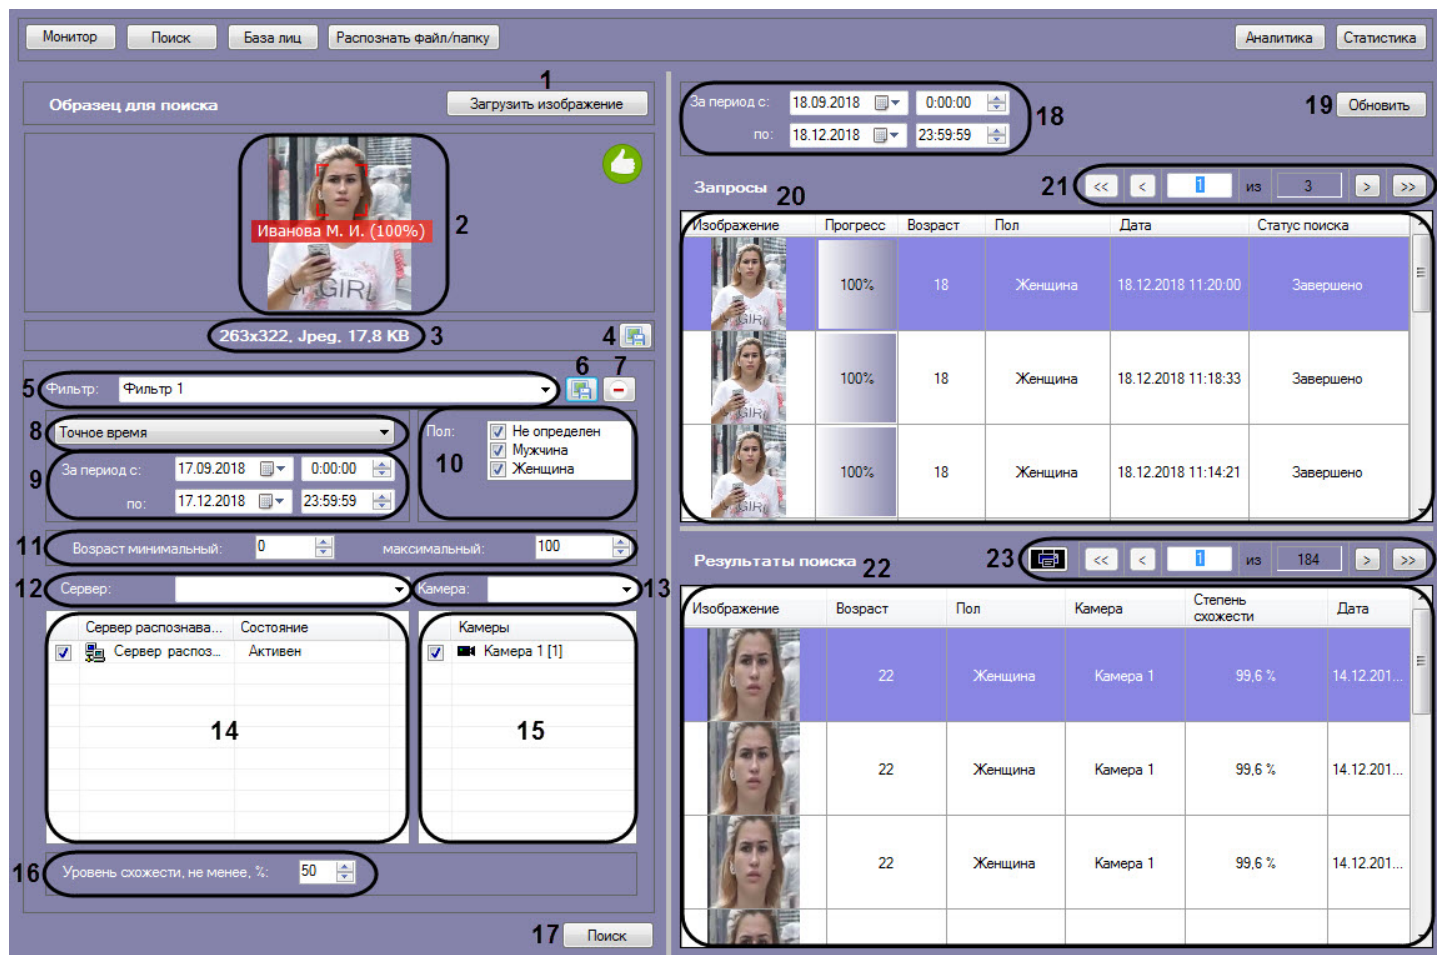 Монитор Поиск База лиц Распознать файл/папку Аналитика Статистика
1
Образец для поиска Загрузить изображение
Иванова М. И. (100%) 2
GIRL
263x322, Jpeg, 17,8 KB 3 4
6 7
5 Фильтр: Фильтр 1
8 Точное время
9 За период с: 17.09.2018 0:00:00
по: 17.12.2018 23:59:59
Пол: Не определен
Мужчина
10 Женщина
11 Возраст минимальный: 0 максимальный: 100
12 Сервер: Камера: 13
Сервер распознава... Состояние
Сервер распоз... Активен
14
Камеры
Камера 1 [1]
15
16 Уровень схожести, не менее, %: 50
17 Поиск
За период с: 18.09.2018 0:00:00 18
по: 18.12.2018 23:59:59
19 Обновить
Запросы 20 21 << < 1 из 3 > >>
Изображение Прогресс Возраст Пол Дата Статус поиска
100% 18 Женщина 18.12.2018 11:20:00 Завершено
100% 18 Женщина 18.12.2018 11:18:33 Завершено
100% 18 Женщина 18.12.2018 11:14:21 Завершено
Результаты поиска 22 23 << < 1 из 184 > >>
Изображение Возраст Пол Камера Степень схожести Дата
22 Женщина Камера 1 99,6 % 14.12.201...
22 Женщина Камера 1 99,6 % 14.12.201...
22 Женщина Камера 1 99,6 % 14.12.201...